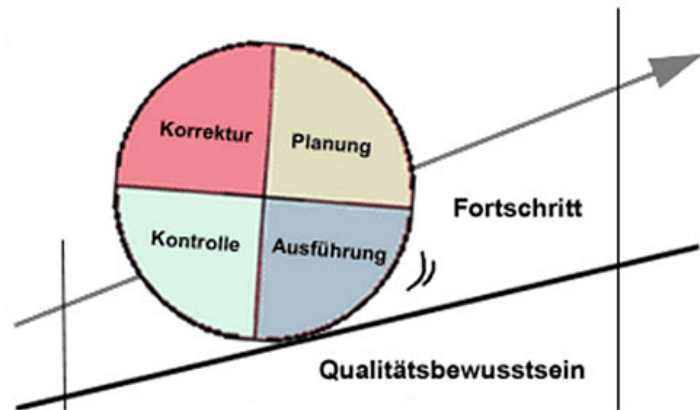 Korrektur
Planung
Kontrolle
Ausführung
Fortschritt
Qualitätsbewusstsein